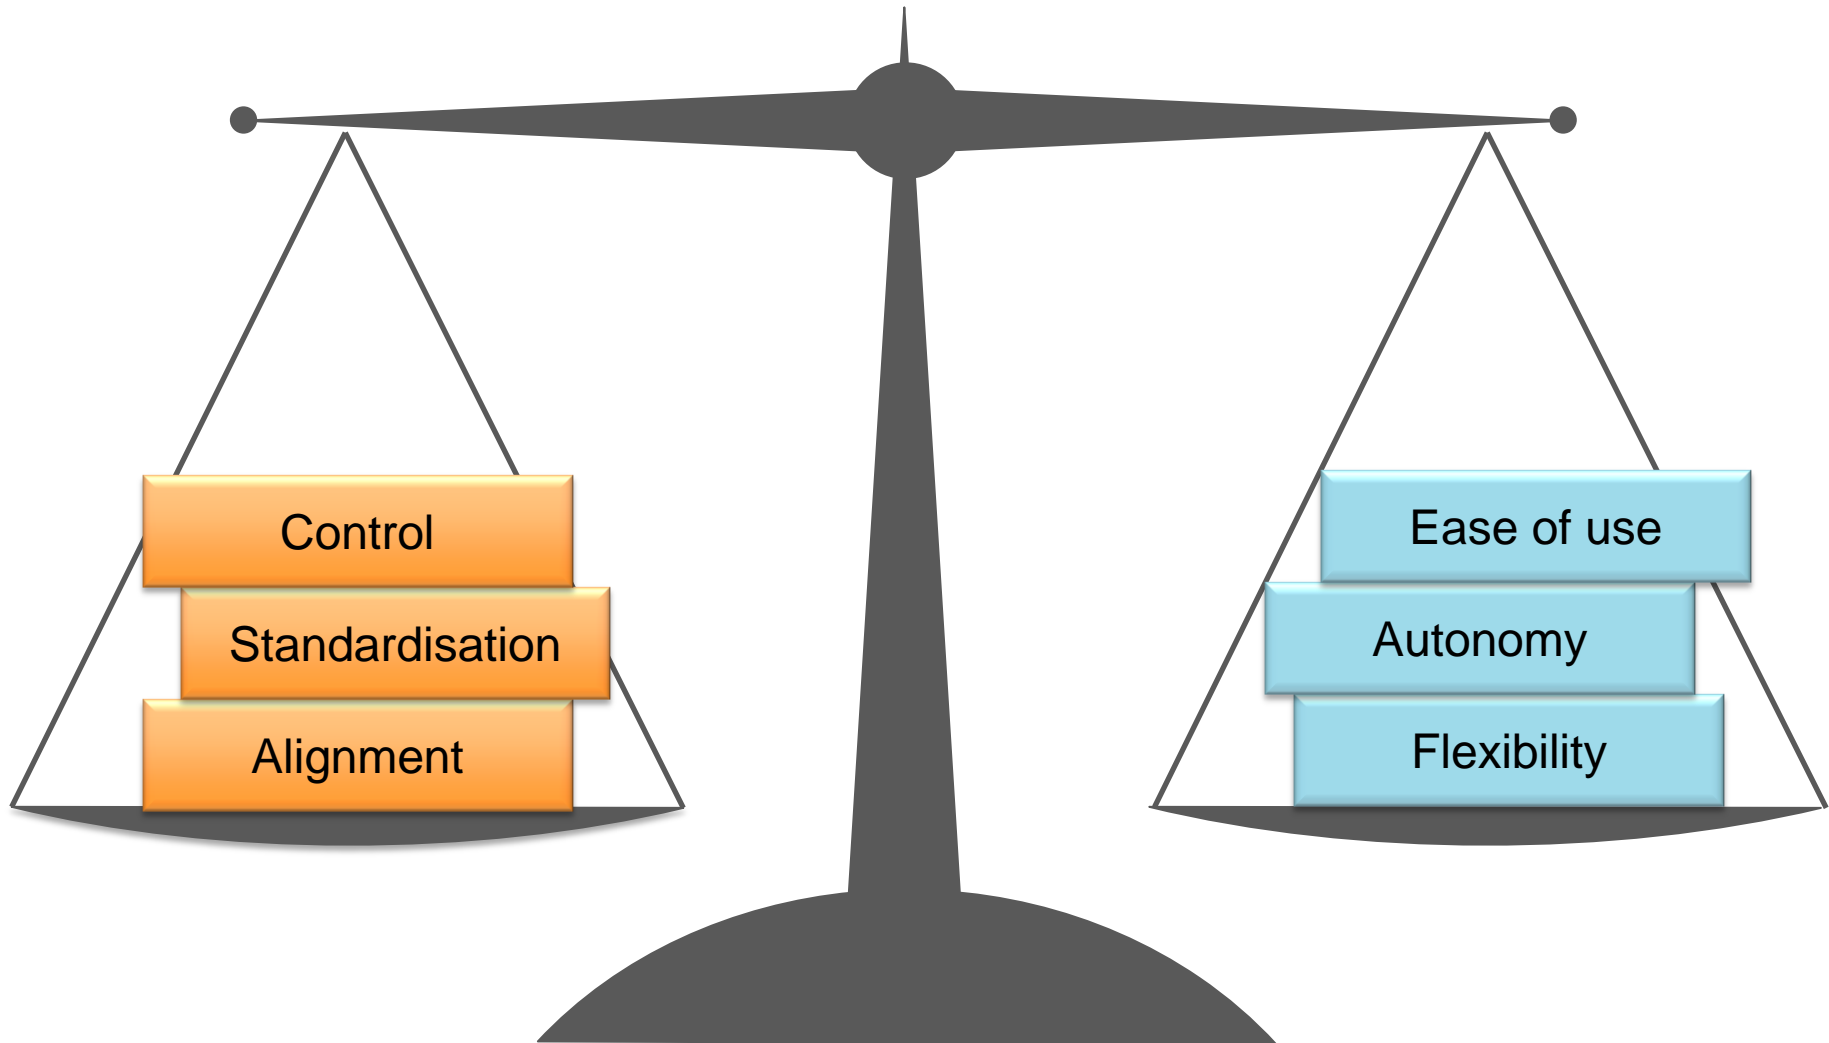 Control
Standardisation
Alignment
Ease of use
Autonomy
Flexibility